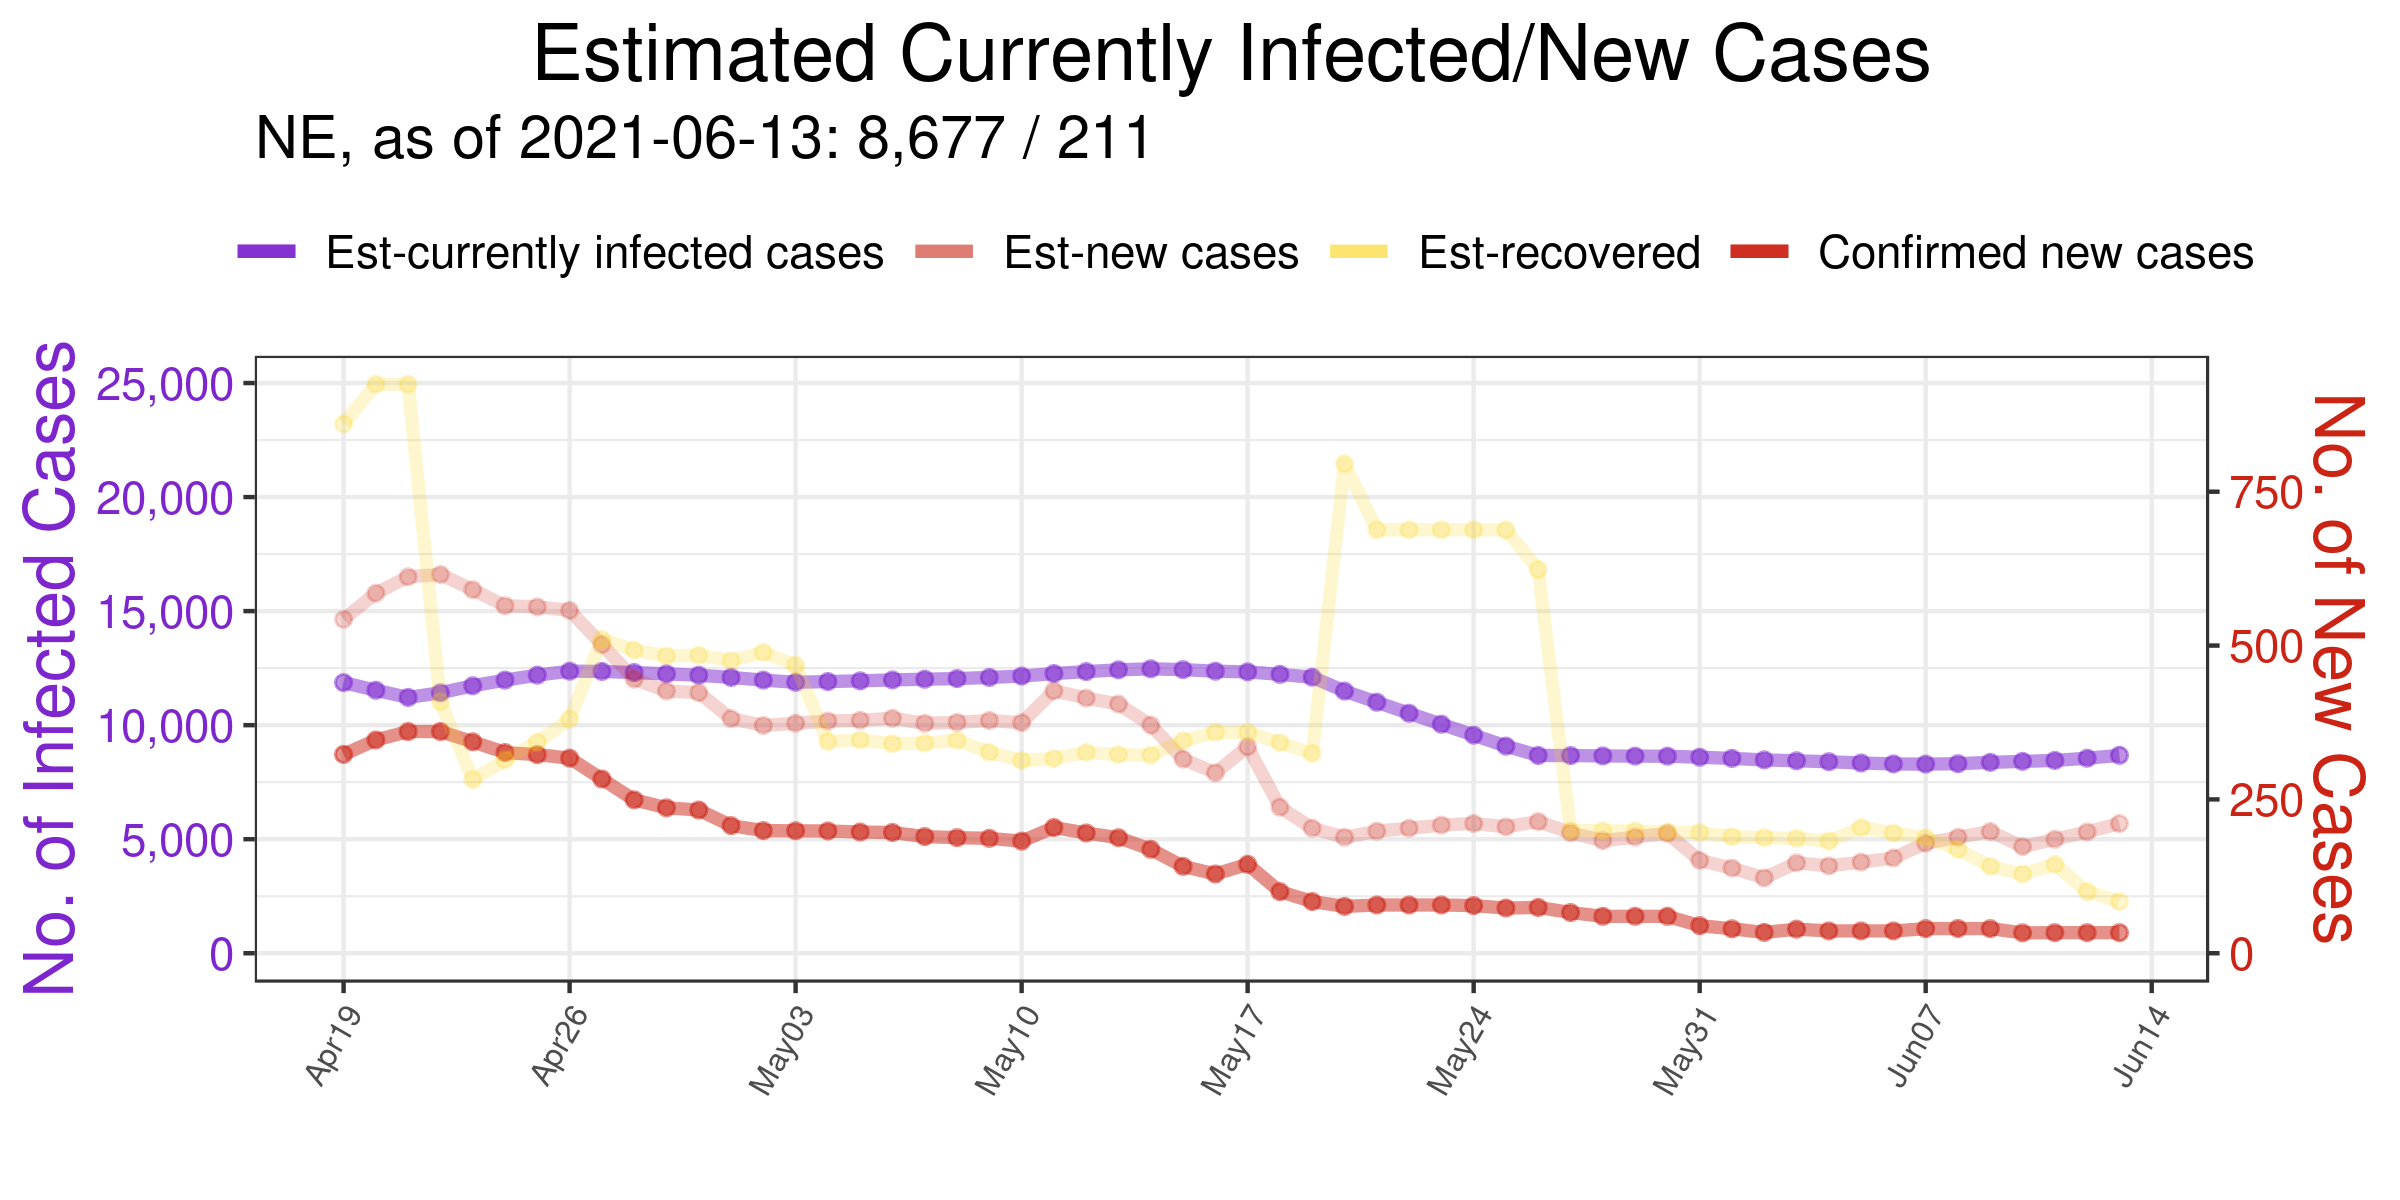 Estimated Currently Infected/New Cases
NE, as of 2021-06-13: 8,677 / 211
Est-currently infected cases Est-new cases Est-recovered Confirmed new cases
No. of Infected Cases
25,000
20,000
15,000
10,000
5,000
0
750
500
250
0
No. of New Cases
Apr19 Apr26 May03 May10 May17 May24 May31 Jun07 Jun14